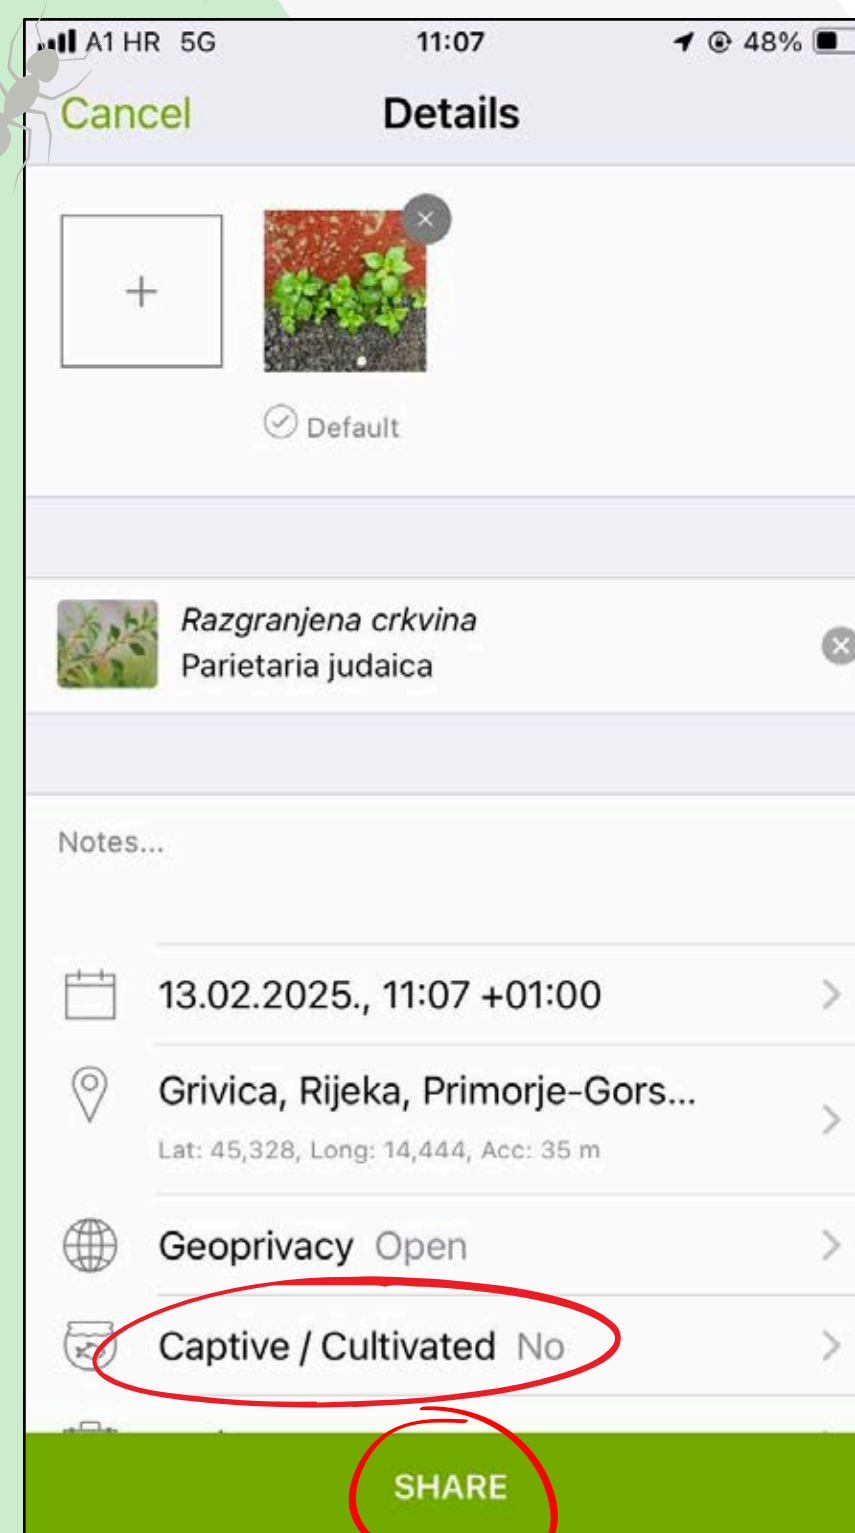 A1 HR 5G 11:07 48%
Cancel Details
Default
Razgranjena crkvina
Parietaria judaica
Notes...
13.02.2025., 11:07 +01:00
Grivica, Rijeka, Primorje-Gors...
Lat: 45,328, Long: 14,444, Acc: 35 m
Geoprivacy Open
Captive / Cultivated No
SHARE